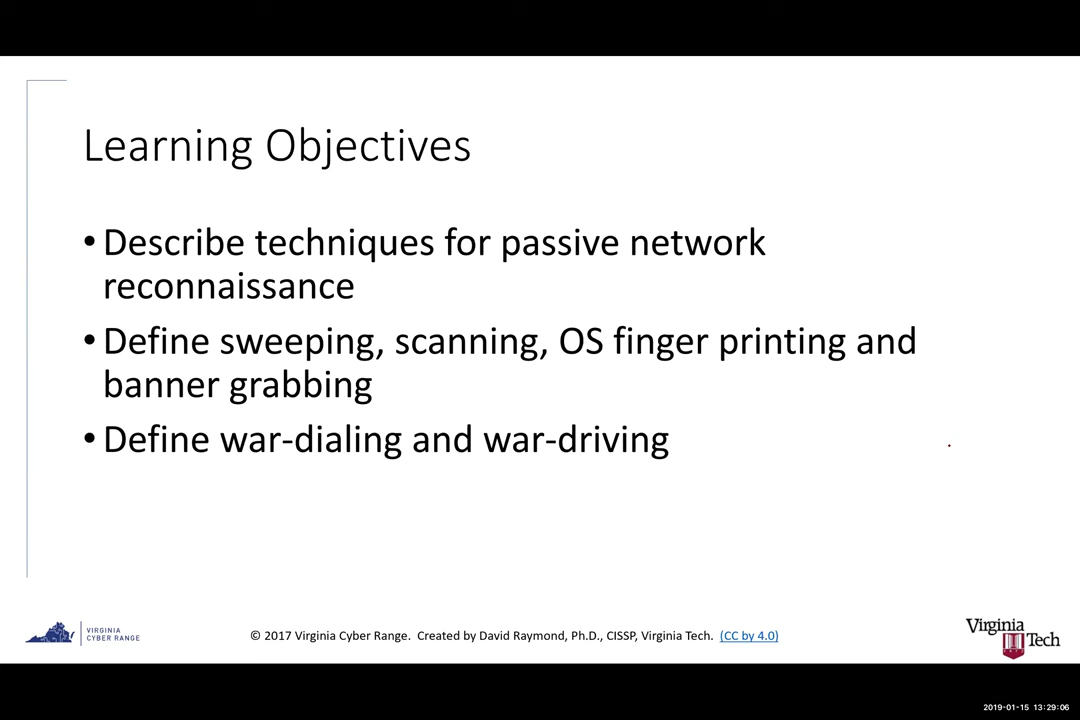 Learning Objectives
• Describe techniques for passive network
reconnaissance
• Define sweeping, scanning, OS finger printing and
banner grabbing
• Define war-dialing and war-driving
VIRGINIA
CYBER RANGE
© 2017 Virginia Cyber Range. Created by David Raymond, Ph.D., CISSP, Virginia Tech. (CC by 4.0)
Virginia
Tech
2019-01-15 13:29:06